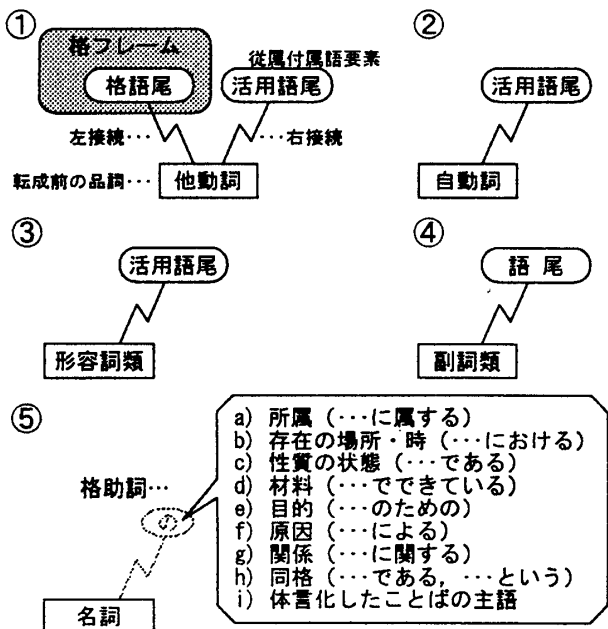 ①
格フレーム
従属付属語要素
格語尾
活用語尾
左接続…
…右接続
転成前の品詞…
他動詞
②
活用語尾
自動詞
③
活用語尾
形容詞類
④
語 尾
副詞類
⑤
格助詞…
の
名詞
a) 所属(…に属する)
b) 存在の場所・時(…における)
c) 性質の状態(…である)
d) 材料(…でできている)
e) 目的(…のための)
f) 原因(…による)
g) 関係(…に関する)
h) 同格(…である,…という)
i) 体言化したことばの主語